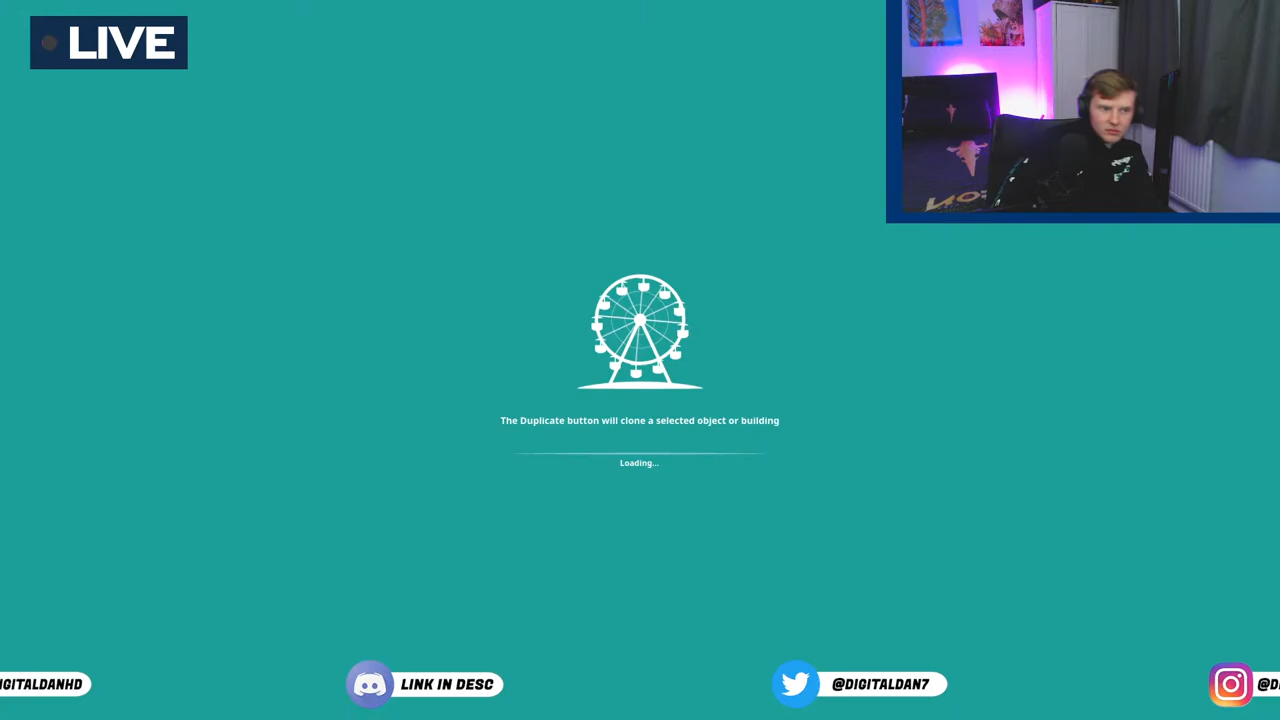 LIVE
The Duplicate button will clone a selected object or building
Loading...
IGITALDANHD
LINK IN DESC
@DIGITALDAN7